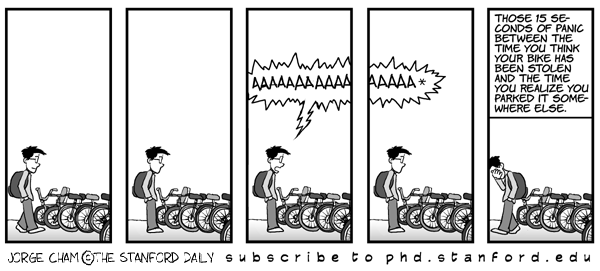 AAAAAAAAAAAAA
AAAAA*
THOSE 15 SE-
CONDS OF PANIC
BETWEEN THE
TIME YOU THINK
YOUR BIKE HAS
BEEN STOLEN
AND THE TIME
YOU REALIZE YOU
PARKED IT SOME-
WHERE ELSE.
JORGE CHAM ©THE STANFORD DAILY
subscribe to phd.stanford.edu